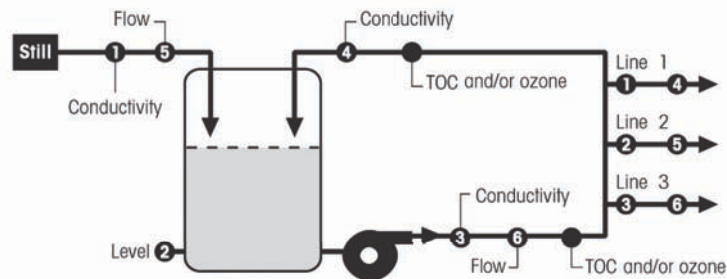 Flow
Conductivity
Still
1
5
4
Line 1
TOC and/or ozone
Conductivity
1
4
Line 2
2
5
Conductivity
Line 3
3
6
Level
2
3
6
Flow
TOC and/or ozone